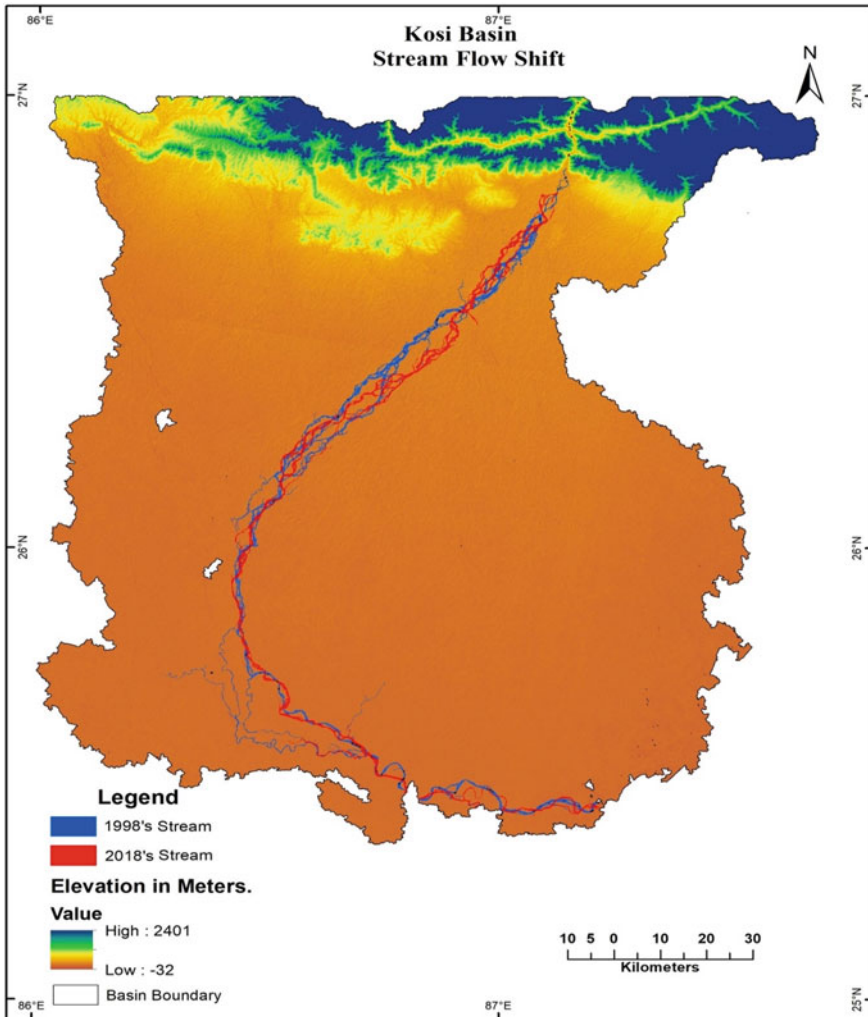 86°E 87°E
Kosi Basin
Stream Flow Shift
N
27°N 27°N
26°N 26°N
Legend
1998's Stream
2018's Stream
Elevation in Meters.
Value
High : 2401
Low : -32
Basin Boundary
10 5 0 10 20 30
Kilometers
86°E 87°E 25°N